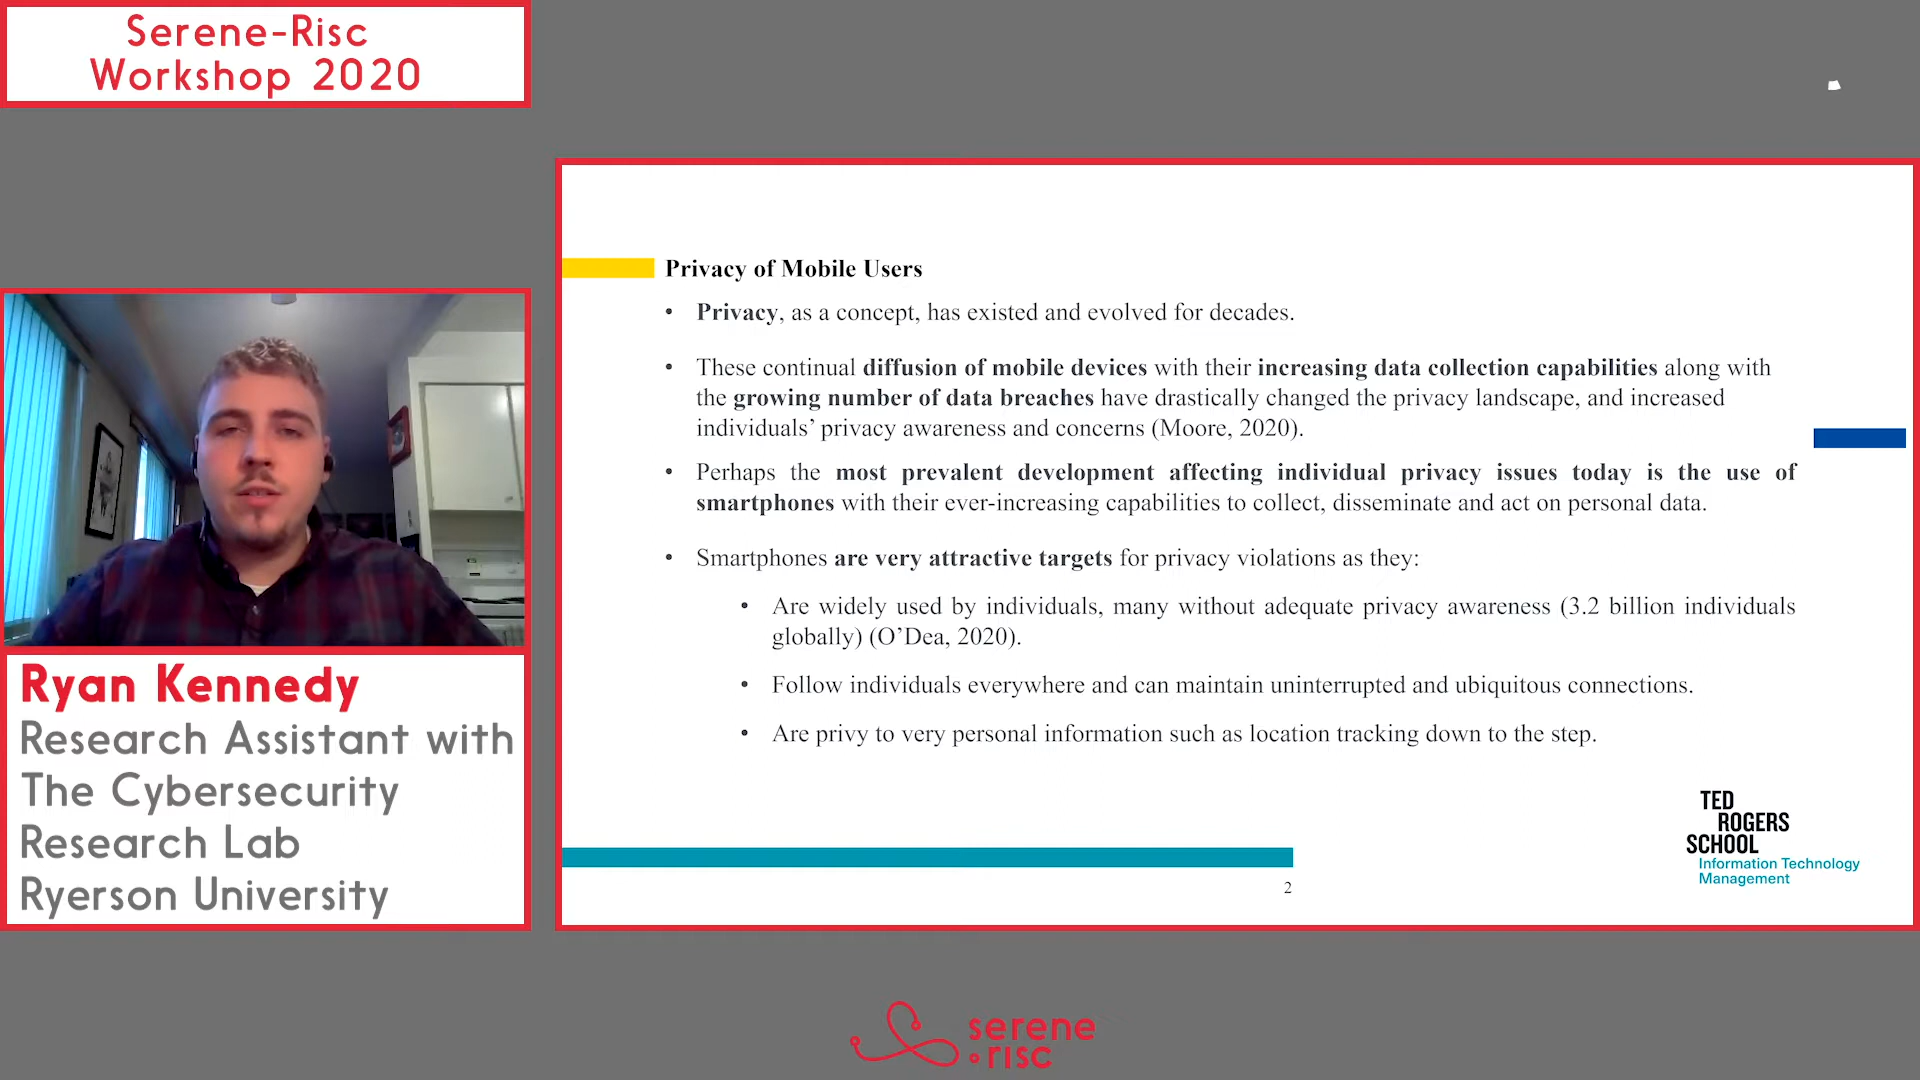 Serene-Risc
Workshop 2020
Ryan Kennedy
Research Assistant with
The Cybersecurity
Research Lab
Ryerson University
Privacy of Mobile Users
• Privacy, as a concept, has existed and evolved for decades.
• These continual diffusion of mobile devices with their increasing data collection capabilities along with
the growing number of data breaches have drastically changed the privacy landscape, and increased
individuals’ privacy awareness and concerns (Moore, 2020).
• Perhaps the most prevalent development affecting individual privacy issues today is the use of
smartphones with their ever-increasing capabilities to collect, disseminate and act on personal data.
• Smartphones are very attractive targets for privacy violations as they:
• Are widely used by individuals, many without adequate privacy awareness (3.2 billion individuals
globally) (O’Dea, 2020).
• Follow individuals everywhere and can maintain uninterrupted and ubiquitous connections.
• Are privy to very personal information such as location tracking down to the step.
TED
ROGERS
SCHOOL
Information Technology
Management
2
serene
risc